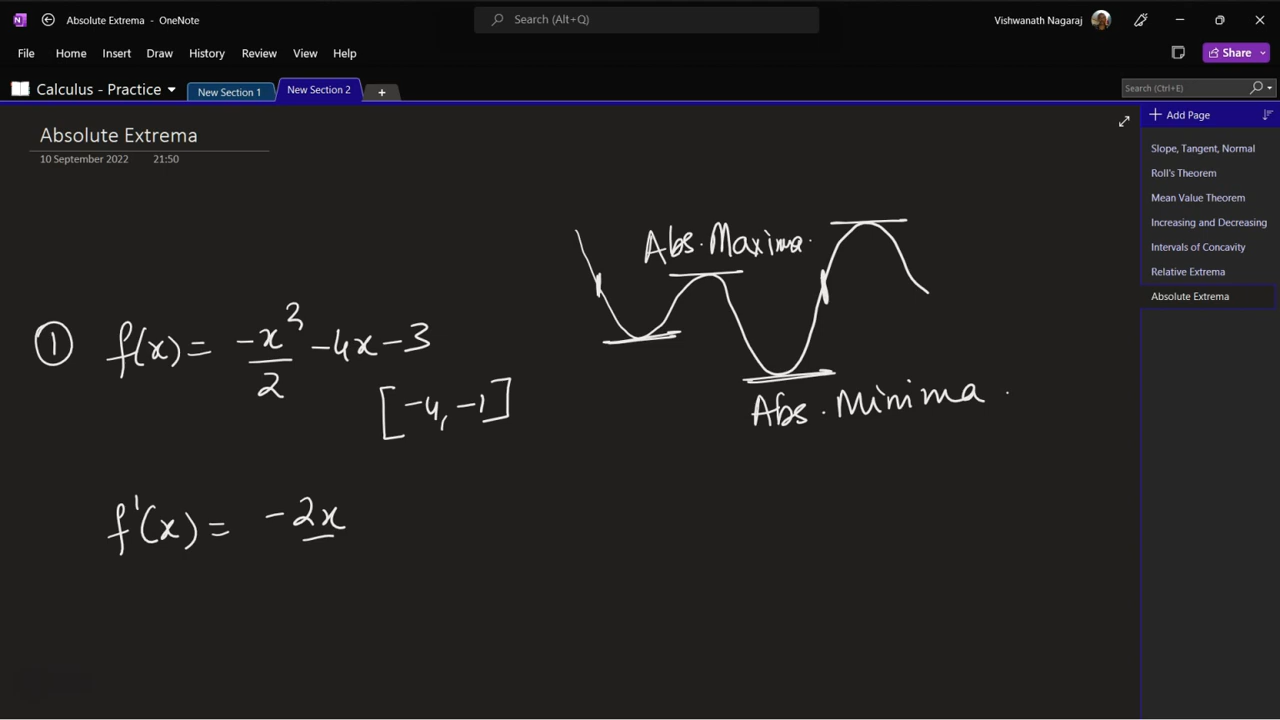 Absolute Extrema - OneNote
Search (Alt+Q)
Vishwanath Nagaraj
File Home Insert Draw History Review View Help
Share
Calculus - Practice
New Section 1
New Section 2
+
Search (Ctrl+E)
Absolute Extrema
10 September 2022 21:50
Add Page
Slope, Tangent, Normal
Roll's Theorem
Mean Value Theorem
Increasing and Decreasing
Intervals of Concavity
Relative Extrema
Absolute Extrema
Abs. Maxima.
Abs. Minima.
① f(x) = -x²/2 -4x -3
[-4, -1]
f'(x) = -2x